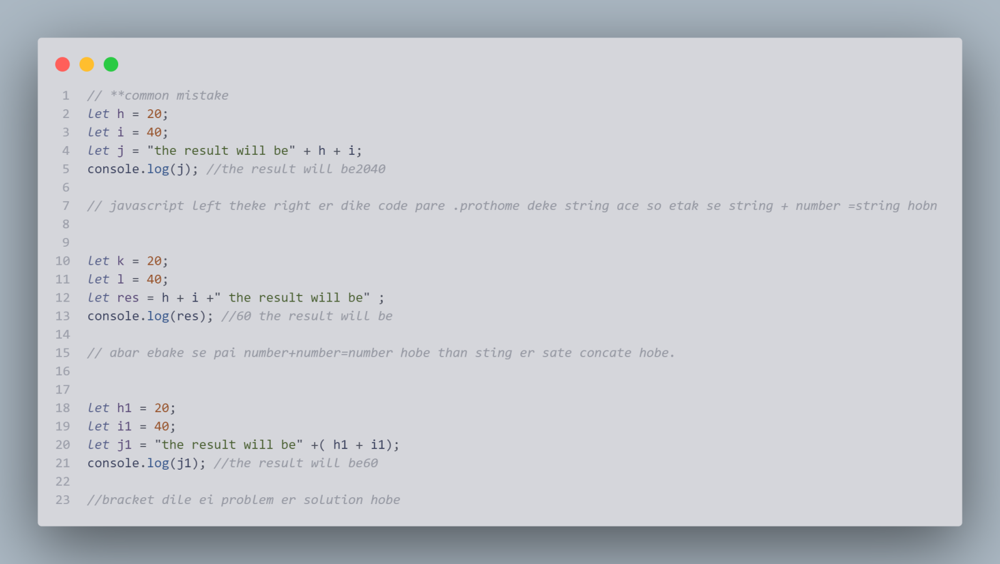 1 // **common mistake
2 let h = 20;
3 let i = 40;
4 let j = "the result will be" + h + i;
5 console.log(j); //the result will be2040
6
7 // javascript left theke right er dike code pare .prothome deke string ace so etak se string + number =string hobn
8
9
10 let k = 20;
11 let l = 40;
12 let res = h + i +" the result will be" ;
13 console.log(res); //60 the result will be
14
15 // abar ebake se pai number+number=number hobe than sting er sate concate hobe.
16
17
18 let h1 = 20;
19 let i1 = 40;
20 let j1 = "the result will be" +( h1 + i1);
21 console.log(j1); //the result will be60
22
23 //bracket dile ei problem er solution hobe